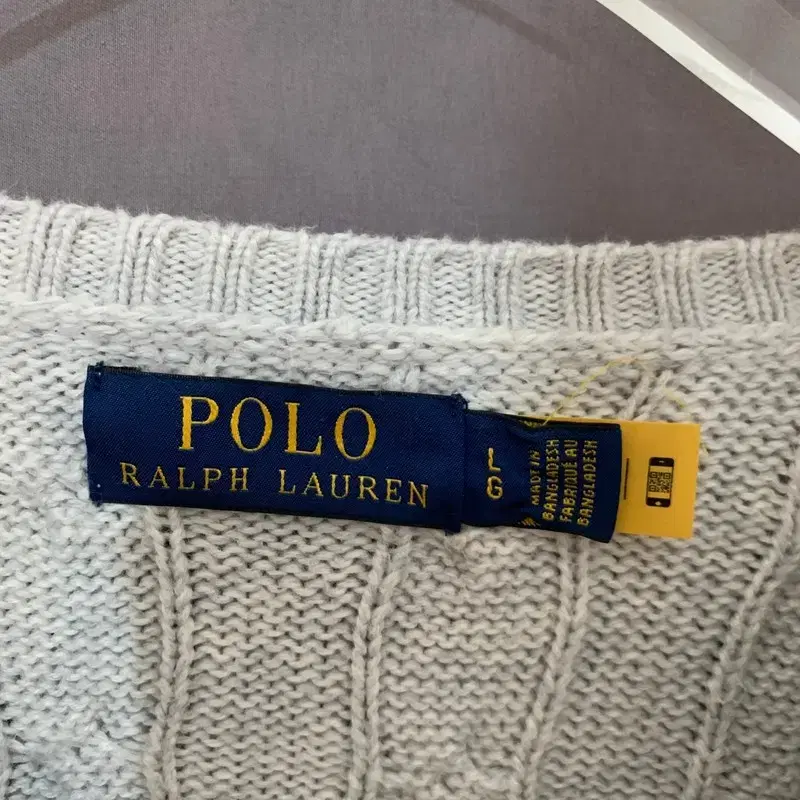 POLO
RALPH LAUREN
L
G
MADE IN
BANGLADESH
FABRIQUÉ AU
BANGLADESH